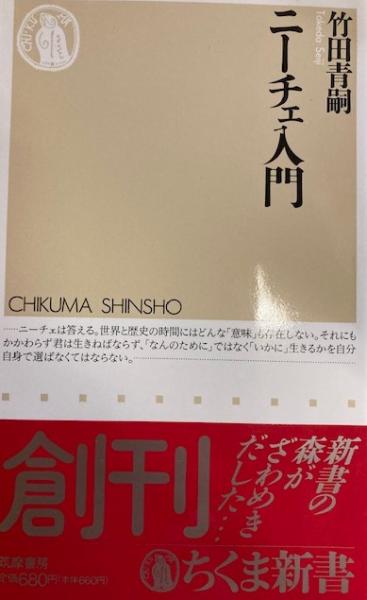 竹田青嗣
Takeda Seiji
ニーチェ入門
CHIKUMA SHINSHO
……ニーチェは答える。世界と歴史の時間にはどんな「意味」も存在しない。それにも
かかわらず君は生きねばならず、「なんのために」ではなく「いかに」生きるかを自分
自身で選ばなくてはならない。……………
創刊
新書の
森が
ざわめき
だした…
筑摩書房
定価680円(本体660円)
ちくま新書